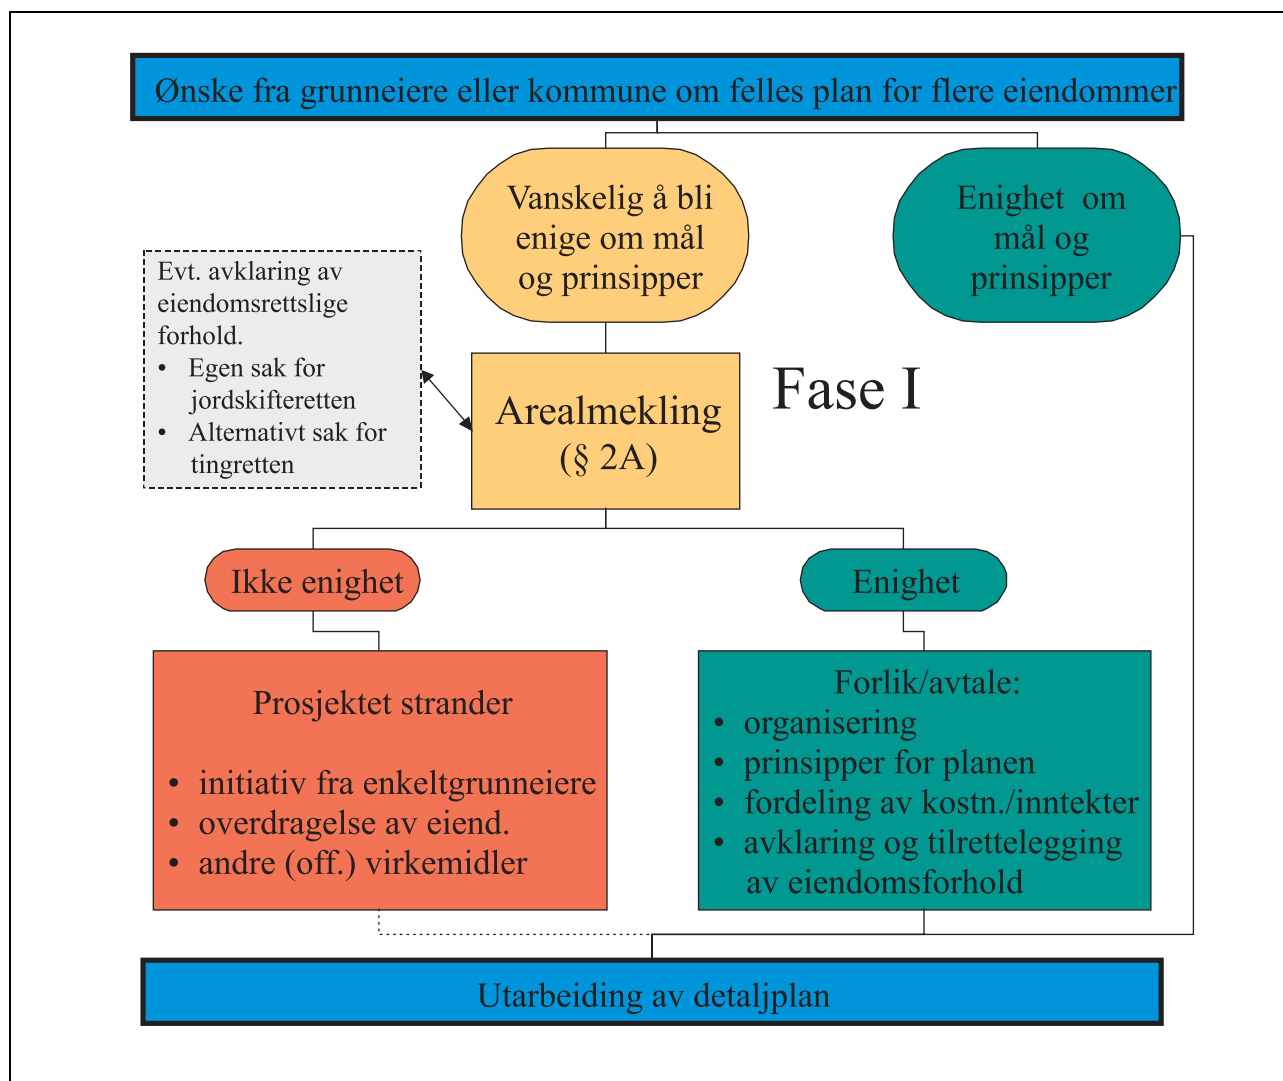 Ønske fra grunneiere eller kommune om felles plan for flere eiendommer
Vanskelig å bli
enige om mål
og prinsipper
Enighet om
mål og
prinsipper
Evt. avklaring av
eiendomsrettslige
forhold.
• Egen sak for
jordskifteretten
• Alternativt sak for
tingretten
Arealmekling
(§ 2A)
Fase I
Ikke enighet
Enighet
Prosjektet strander
• initiativ fra enkeltgrunneiere
• overdragelse av eiend.
• andre (off.) virkemidler
Forlik/avtale:
• organisering
• prinsipper for planen
• fordeling av kostn./inntekter
• avklaring og tilrettelegging
av eiendomsforhold
Utarbeiding av detaljplan